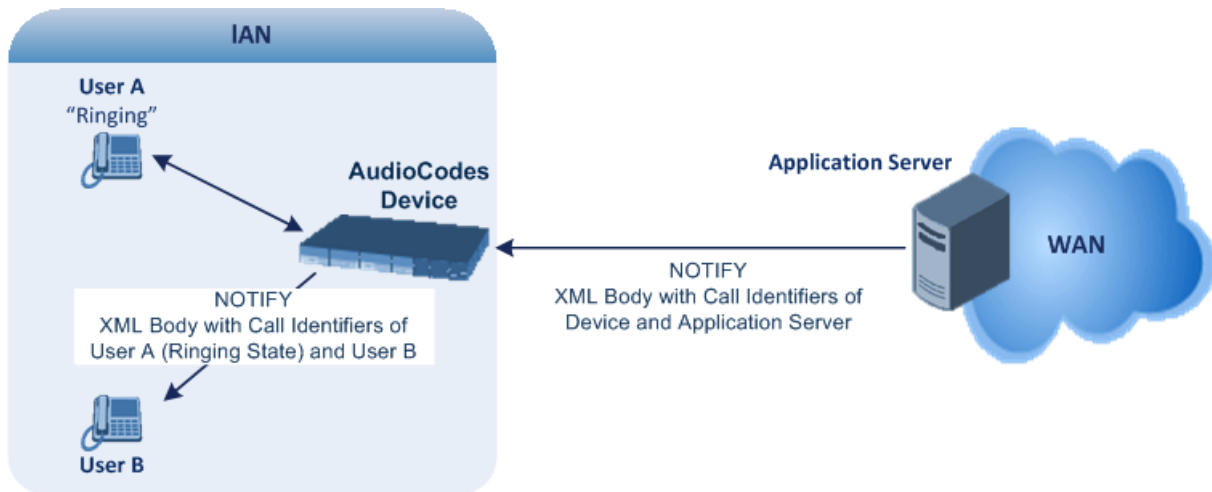 lAN
User A
“Ringing”
AudioCodes
Device
NOTIFY
XML Body with Call Identifiers of
User A (Ringing State) and User B
User B
NOTIFY
XML Body with Call Identifiers of
Device and Application Server
Application Server
WAN